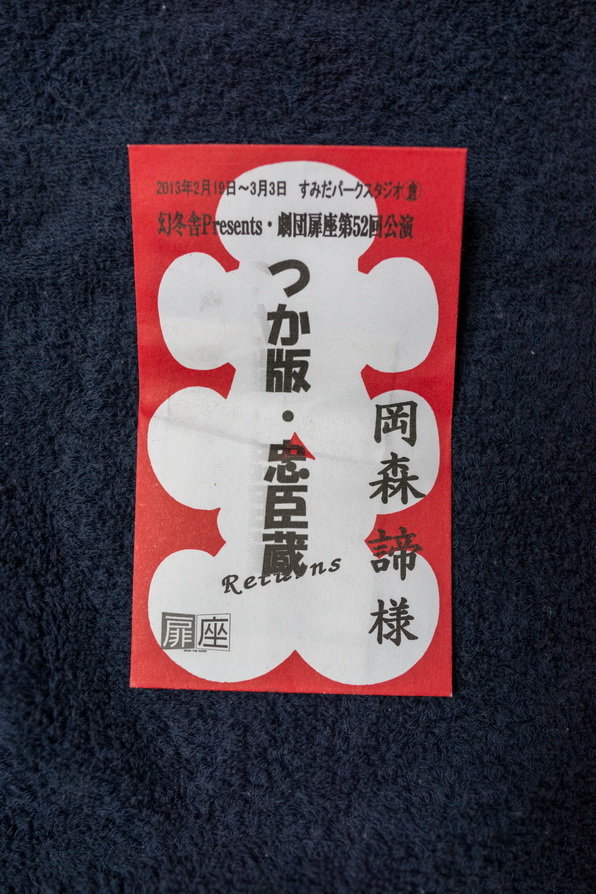 2013年2月19日～3月3日　すみだパークスタジオ倉
幻冬舎Presents・劇団扉座第52回公演
つか版・忠臣蔵
Returns
岡森 諦 様
扉座